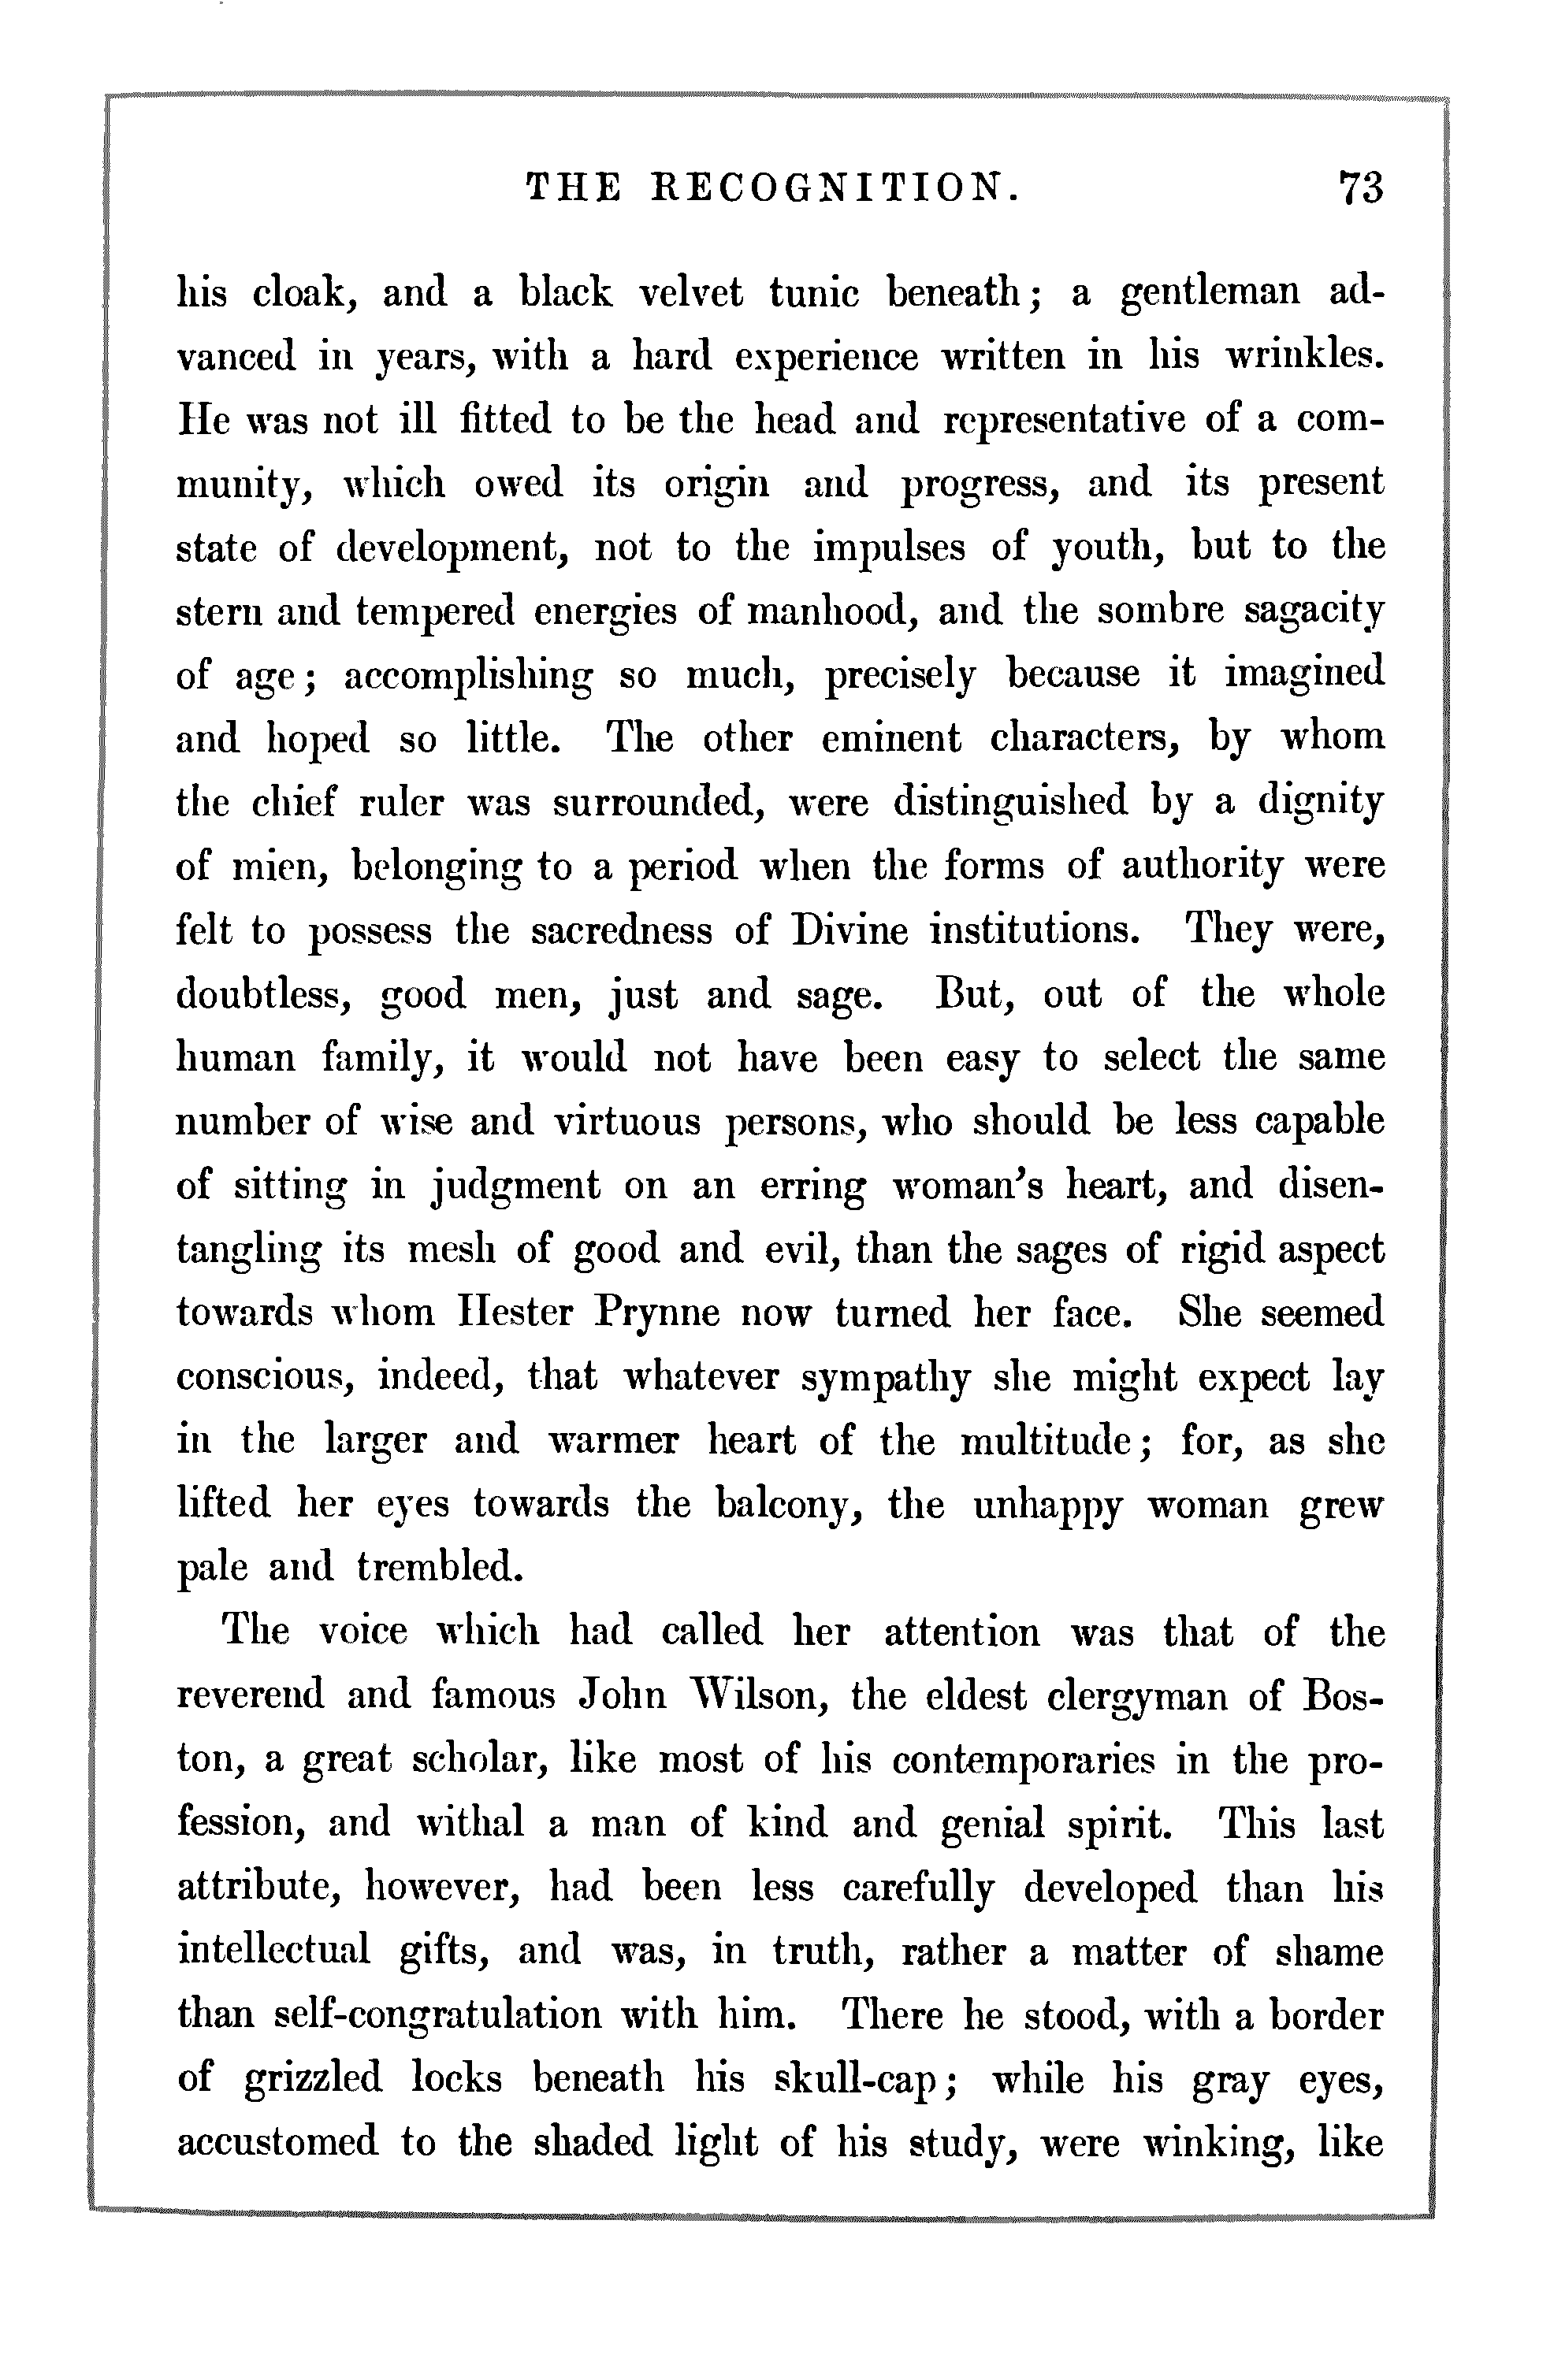 THE RECOGNITION. 73
his cloak, and a black velvet tunic beneath; a gentleman ad-
vanced in years, with a hard experience written in his wrinkles.
He was not ill fitted to be the head and representative of a com-
munity, which owed its origin and progress, and its present
state of development, not to the impulses of youth, but to the
stern and tempered energies of manhood, and the sombre sagacity
of age; accomplishing so much, precisely because it imagined
and hoped so little. The other eminent characters, by whom
the chief ruler was surrounded, were distinguished by a dignity
of mien, belonging to a period when the forms of authority were
felt to possess the sacredness of Divine institutions. They were,
doubtless, good men, just and sage. But, out of the whole
human family, it would not have been easy to select the same
number of wise and virtuous persons, who should be less capable
of sitting in judgment on an erring woman's heart, and disen-
tangling its mesh of good and evil, than the sages of rigid aspect
towards whom Hester Prynne now turned her face. She seemed
conscious, indeed, that whatever sympathy she might expect lay
in the larger and warmer heart of the multitude; for, as she
lifted her eyes towards the balcony, the unhappy woman grew
pale and trembled.
The voice which had called her attention was that of the
reverend and famous John Wilson, the eldest clergyman of Bos-
ton, a great scholar, like most of his contemporaries in the pro-
fession, and withal a man of kind and genial spirit. This last
attribute, however, had been less carefully developed than his
intellectual gifts, and was, in truth, rather a matter of shame
than self-congratulation with him. There he stood, with a border
of grizzled locks beneath his skull-cap; while his gray eyes,
accustomed to the shaded light of his study, were winking, like